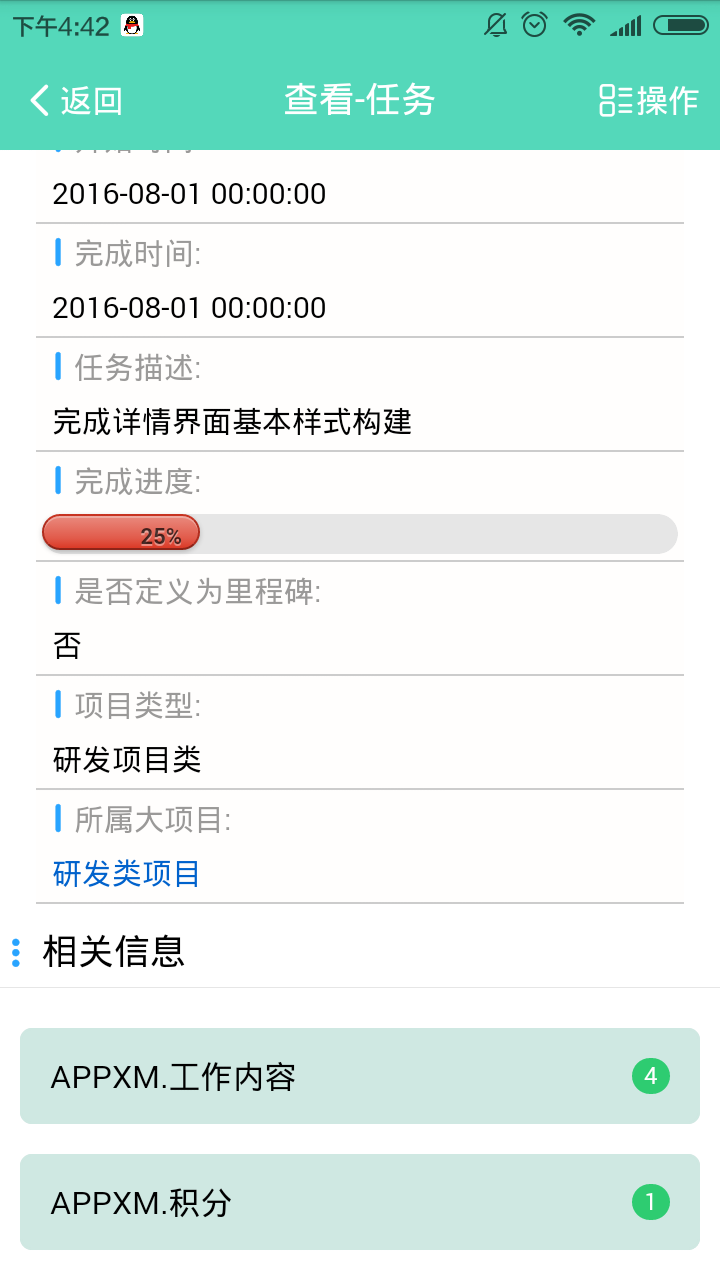 下午4:42
返回
查看-任务
操作
2016-08-01 00:00:00
完成时间:
2016-08-01 00:00:00
任务描述:
完成详情界面基本样式构建
完成进度:
25%
是否定义为里程碑:
否
项目类型:
研发项目类
所属大项目:
研发类项目
相关信息
APPXM.工作内容
4
APPXM.积分
1